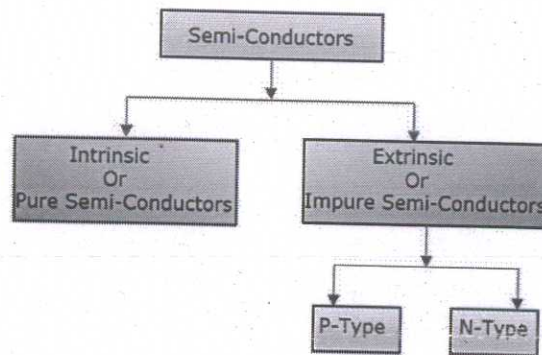 Semi-Conductors
Intrinsic
Or
Pure Semi-Conductors
Extrinsic
Or
Impure Semi-Conductors
P-Type
N-Type